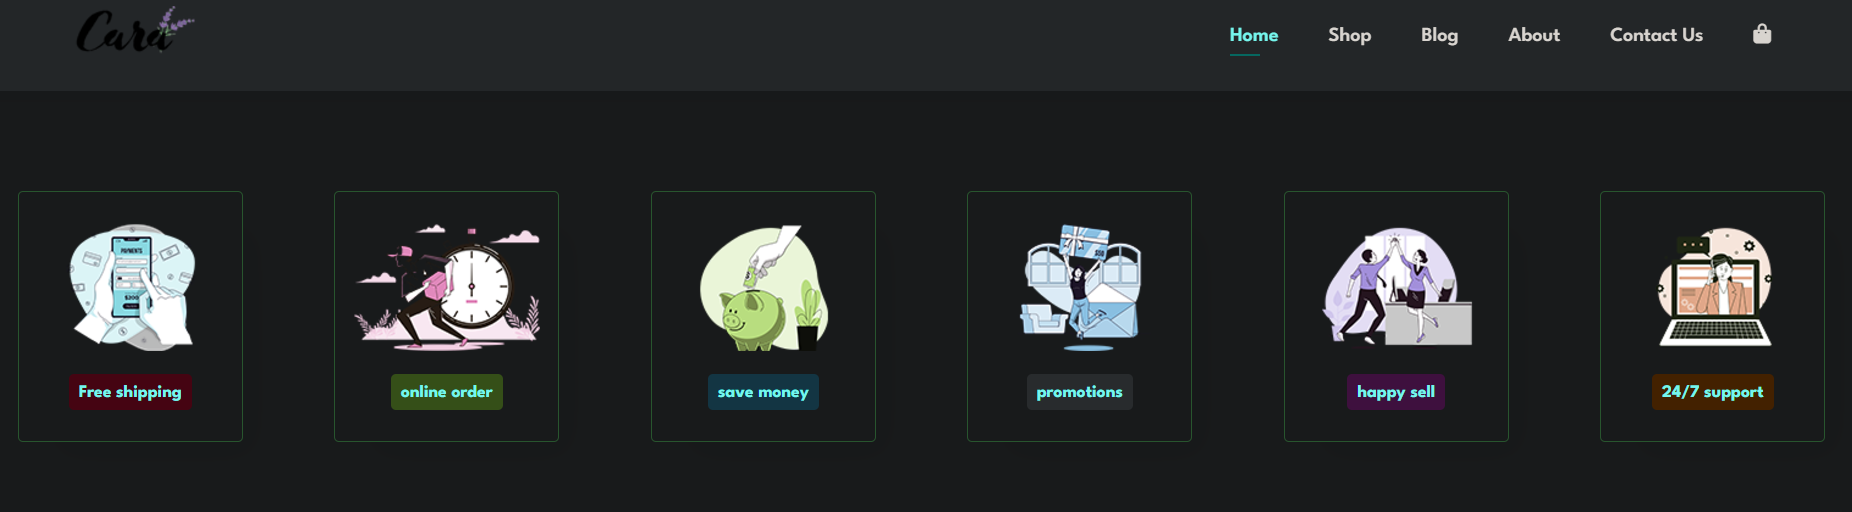 Cara
Home Shop Blog About Contact Us
PAYMENTS
$200
Free shipping
online order
save money
promotions
happy sell
24/7 support